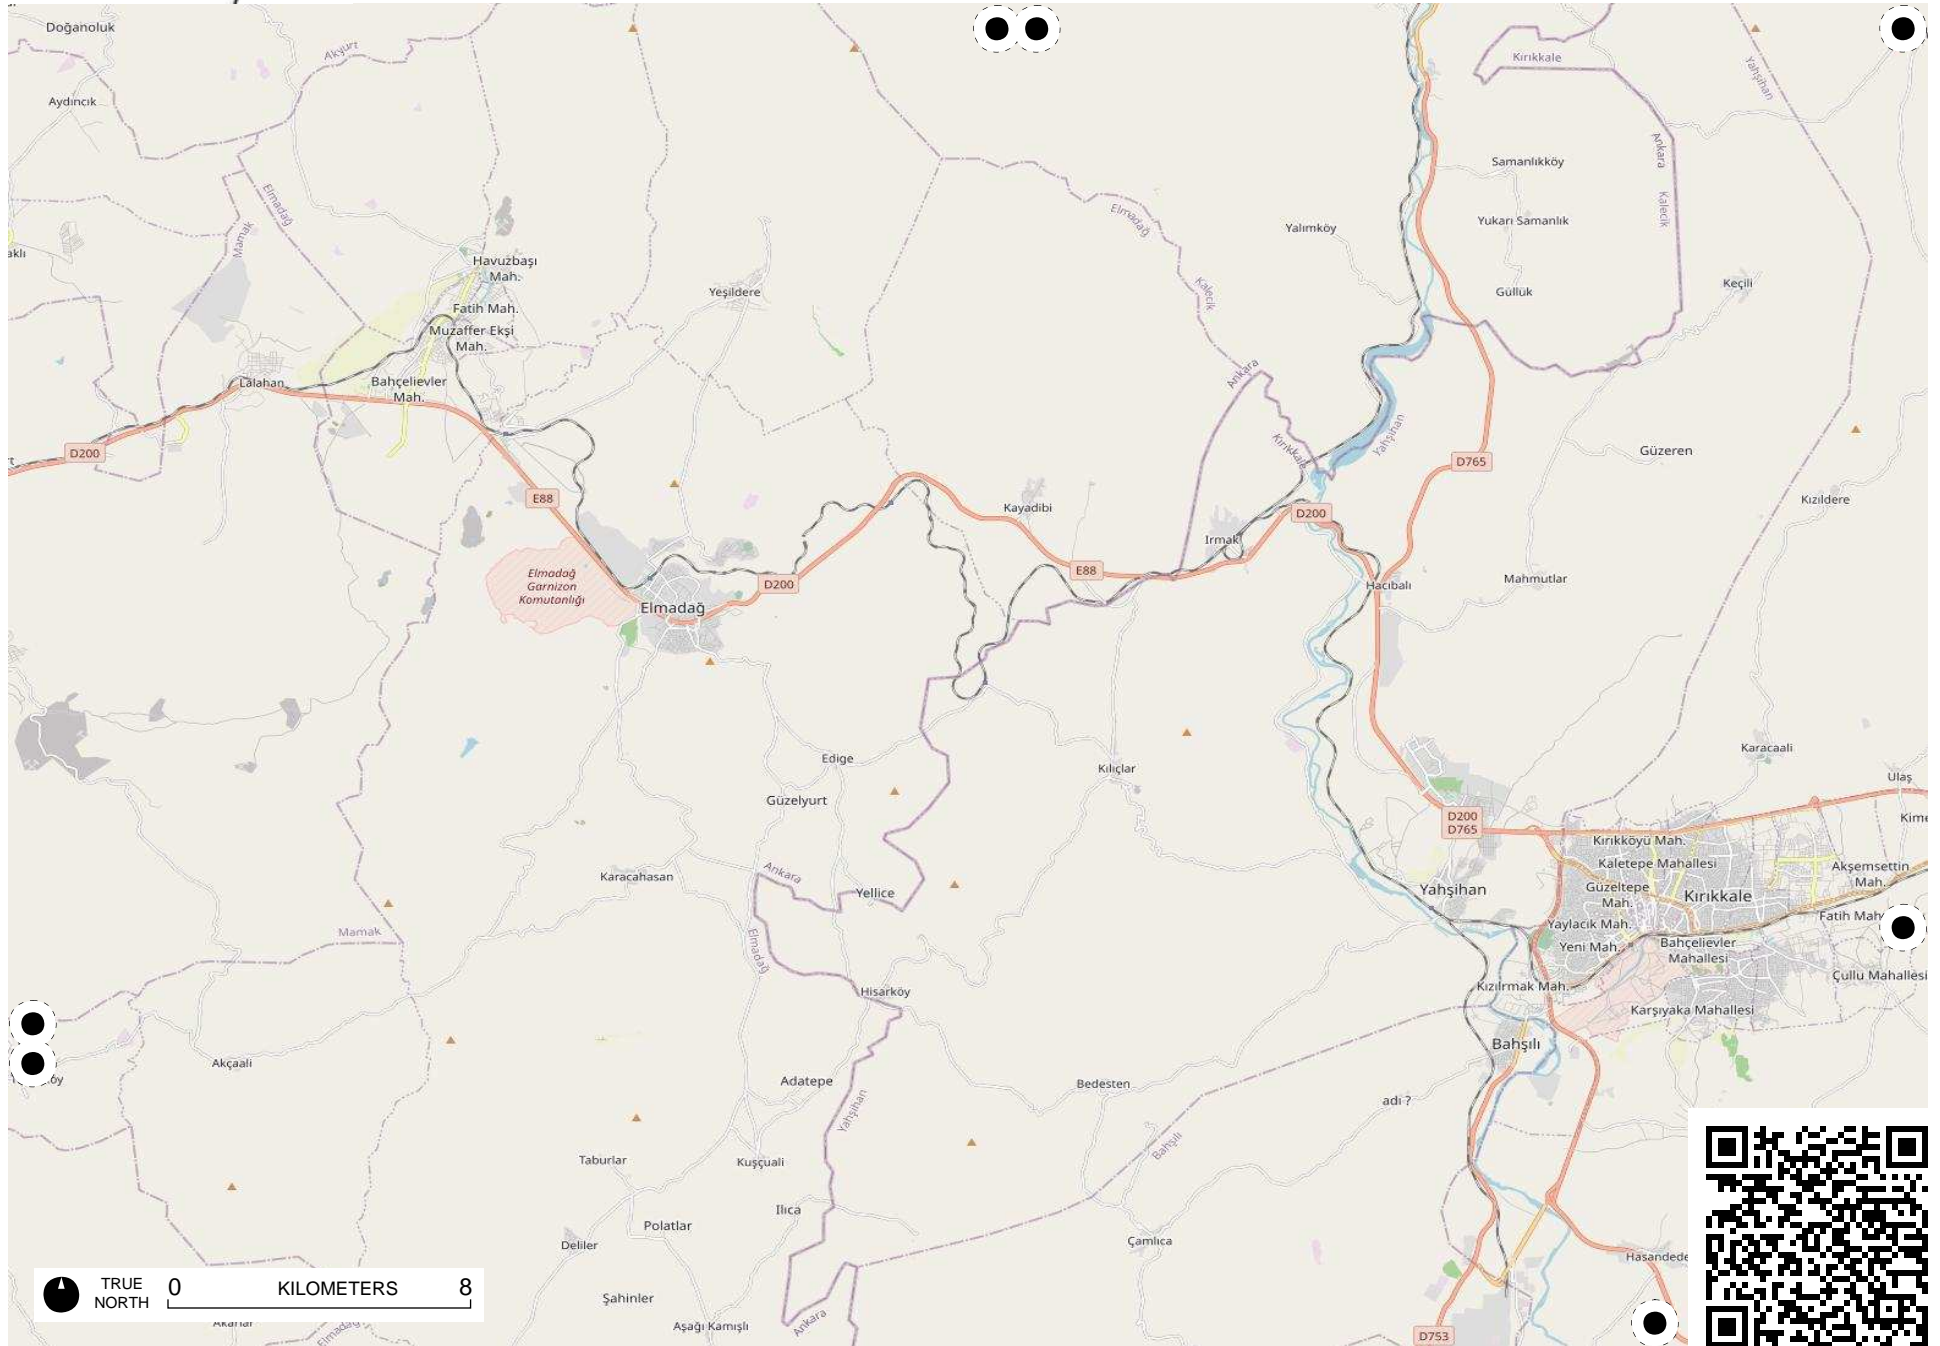 Doğanoluk
Akyurt
Kırıkkale
Yahşihan
Aydıncık
Ankara
Samanlıkköy
Elmadağ
Kalecik
Elmadağ
Yukarı Samanlık
Yalımköy
Mamak
aklı
Havuzbaşı
Mah.
Keçili
Yeşildere
Güllük
Kalecik
Fatih Mah.
Muzaffer Ekşi
Mah.
Ankara
Lalahan
Bahçelievler
Mah.
Yahşihan
Kırıkkale
D200
Güzeren
D765
E88
Kızıldere
Kayadibi
D200
Irmak
E88
Elmadağ
Garnizon
Komutanlığı
D200
Mahmutlar
Hacıbalı
Elmadağ
Karacaali
Edige
Kılıçlar
Ulaş
Güzelyurt
D200
D765
Kime
Kırıkköyü Mah.
Kaletepe Mahallesi
Akşemsettin
Mah.
Ankara
Karacahasan
Güzeltepe
Mah.
Yahşihan
Yellice
Kırıkkale
Fatih Mah
Yaylacık Mah.
Mamak
Yeni Mah.
Bahçelievler
Mahallesi
Elmadağ
Çullu Mahallesi
Hisarköy
Kızılırmak Mah.
Karşıyaka Mahallesi
Bahşılı
Akçaali
öy
Adatepe
Bedesten
adı ?
Yahşihan
Bahşılı
Taburlar
Kuşçuali
Ilıca
Polatlar
Deliler
Çamlıca
Hasandede
TRUE
NORTH
0 KILOMETERS 8
Şahinler
Aşağı Kamışlı
Ankara
Elmadağ
D753